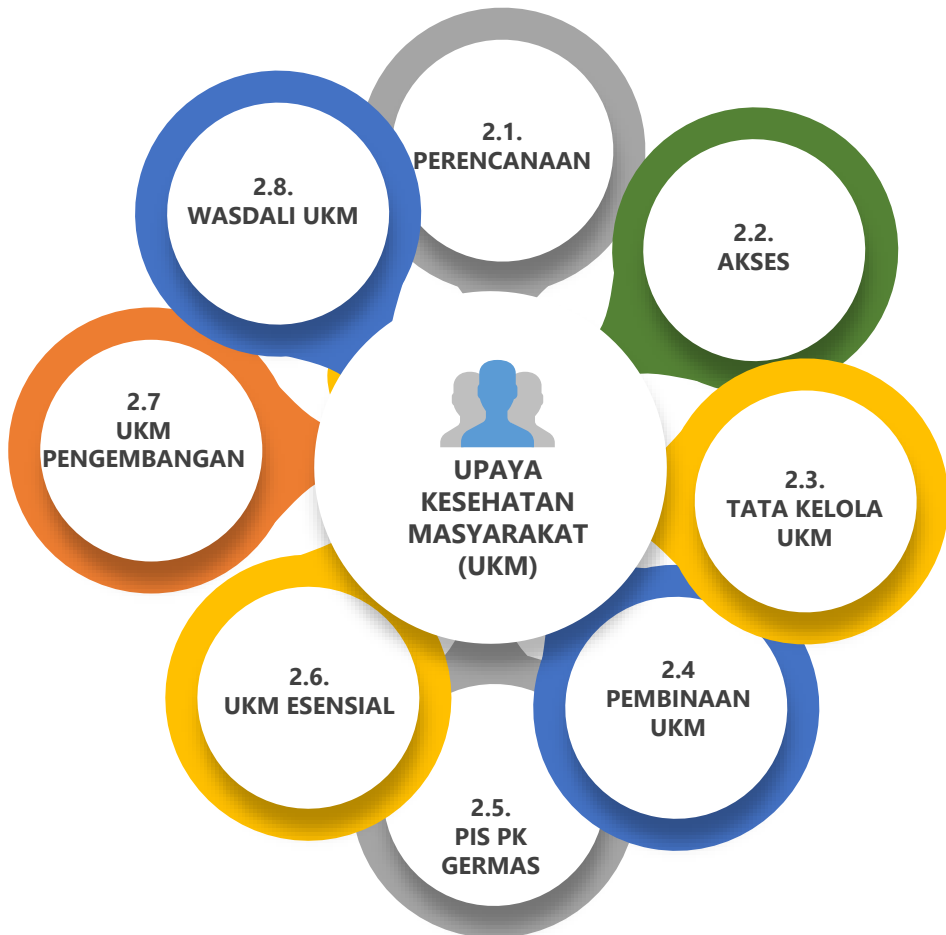 2.1.
PERENCANAAN
2.2.
AKSES
2.3.
TATA KELOLA
UKM
2.4
PEMBINAAN
UKM
2.5.
PIS PK
GERMAS
2.6.
UKM ESENSIAL
2.7
UKM
PENGEMBANGAN
2.8.
WASDALI UKM
UPAYA
KESEHATAN
MASYARAKAT
(UKM)